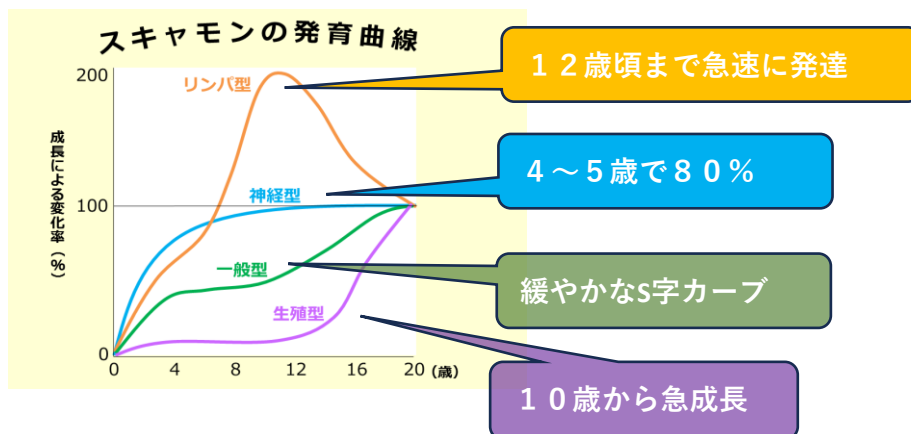 スキャモンの発育曲線
１２歳頃まで急速に発達
200
リンパ型
成長による変化率（％）
４～５歳で８０％
神経型
100
一般型
緩やかなS字カーブ
生殖型
0
0 4 8 12 16 20（歳）
１０歳から急成長